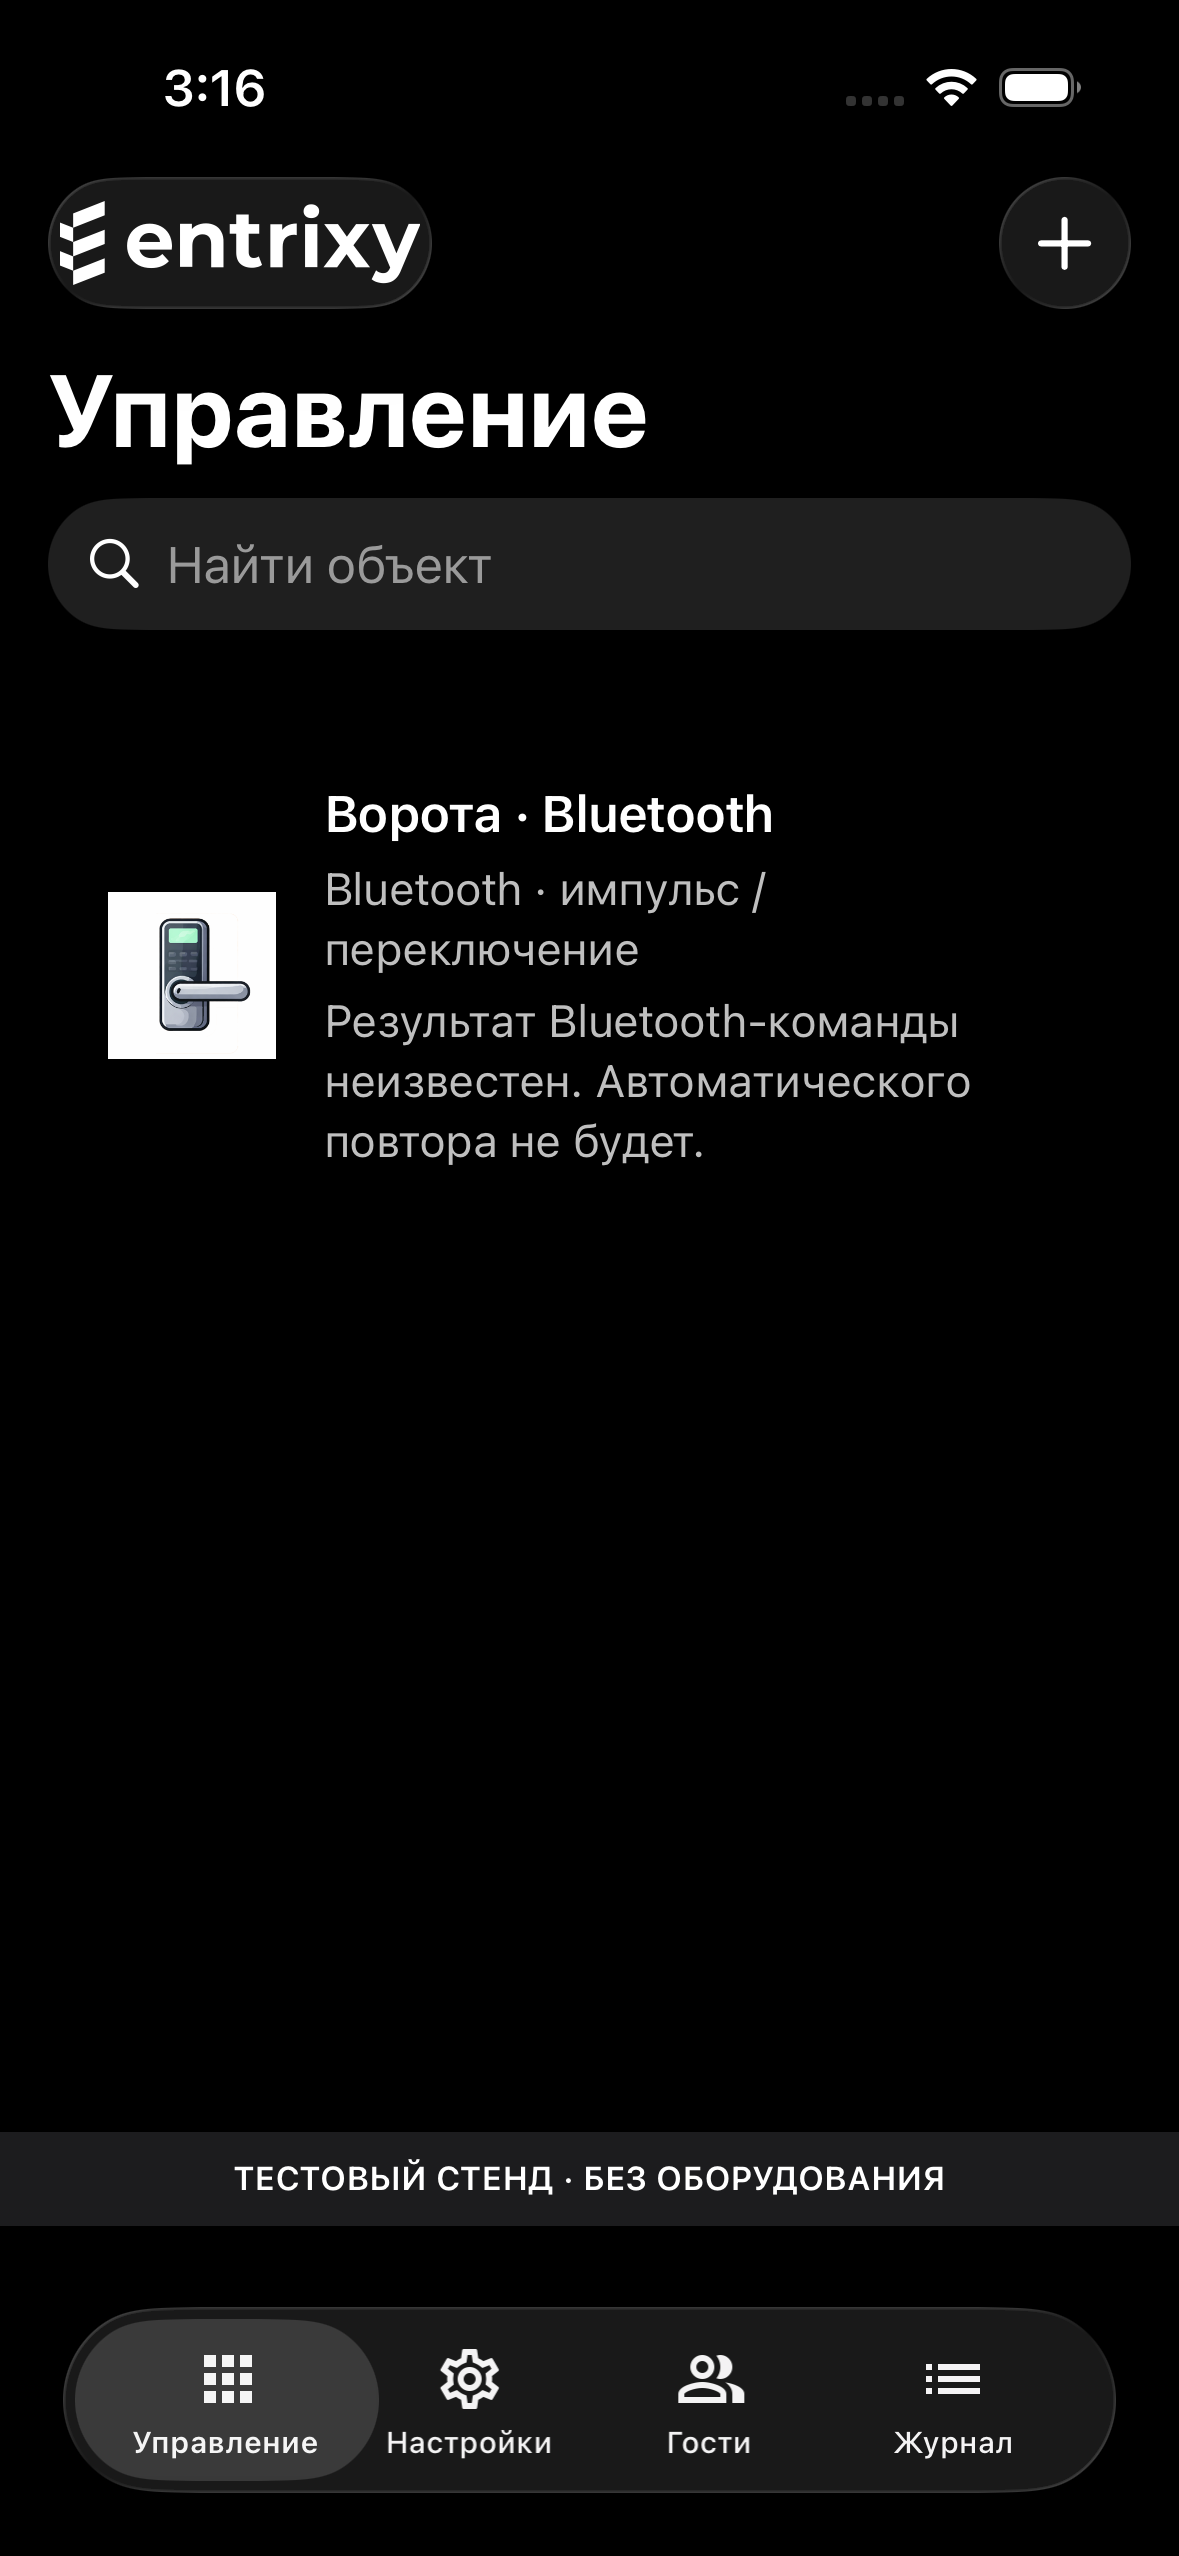 3:16
entrixy
Управление
Найти объект
Ворота · Bluetooth
Bluetooth · импульс /
переключение
Результат Bluetooth-команды
неизвестен. Автоматического
повтора не будет.
ТЕСТОВЫЙ СТЕНД · БЕЗ ОБОРУДОВАНИЯ
Управление
Настройки
Гости
Журнал